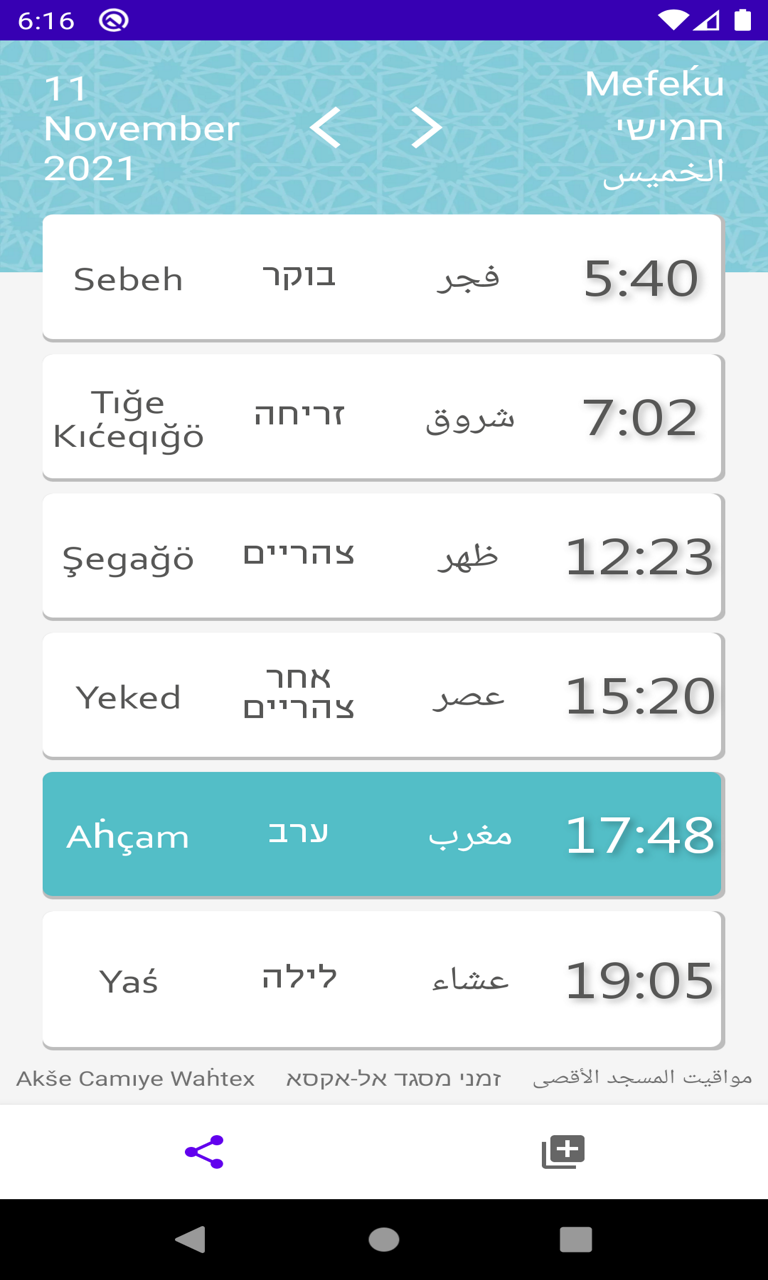 6:16
11
November
2021
Mefeḱu
חמישי
الخميس
Sebeh בוקר فجر 5:40
Tığe
Kıćeqığö
זריחה شروق 7:02
Şegağö צהריים ظهر 12:23
Yeked
אחר
צהריים
عصر 15:20
Aḣçam ערב مغرب 17:48
Yaś לילה عشاء 19:05
Akše Camıye Waḣtex זמני מסגד אל-אקסא مواقيت المسجد الأقصى